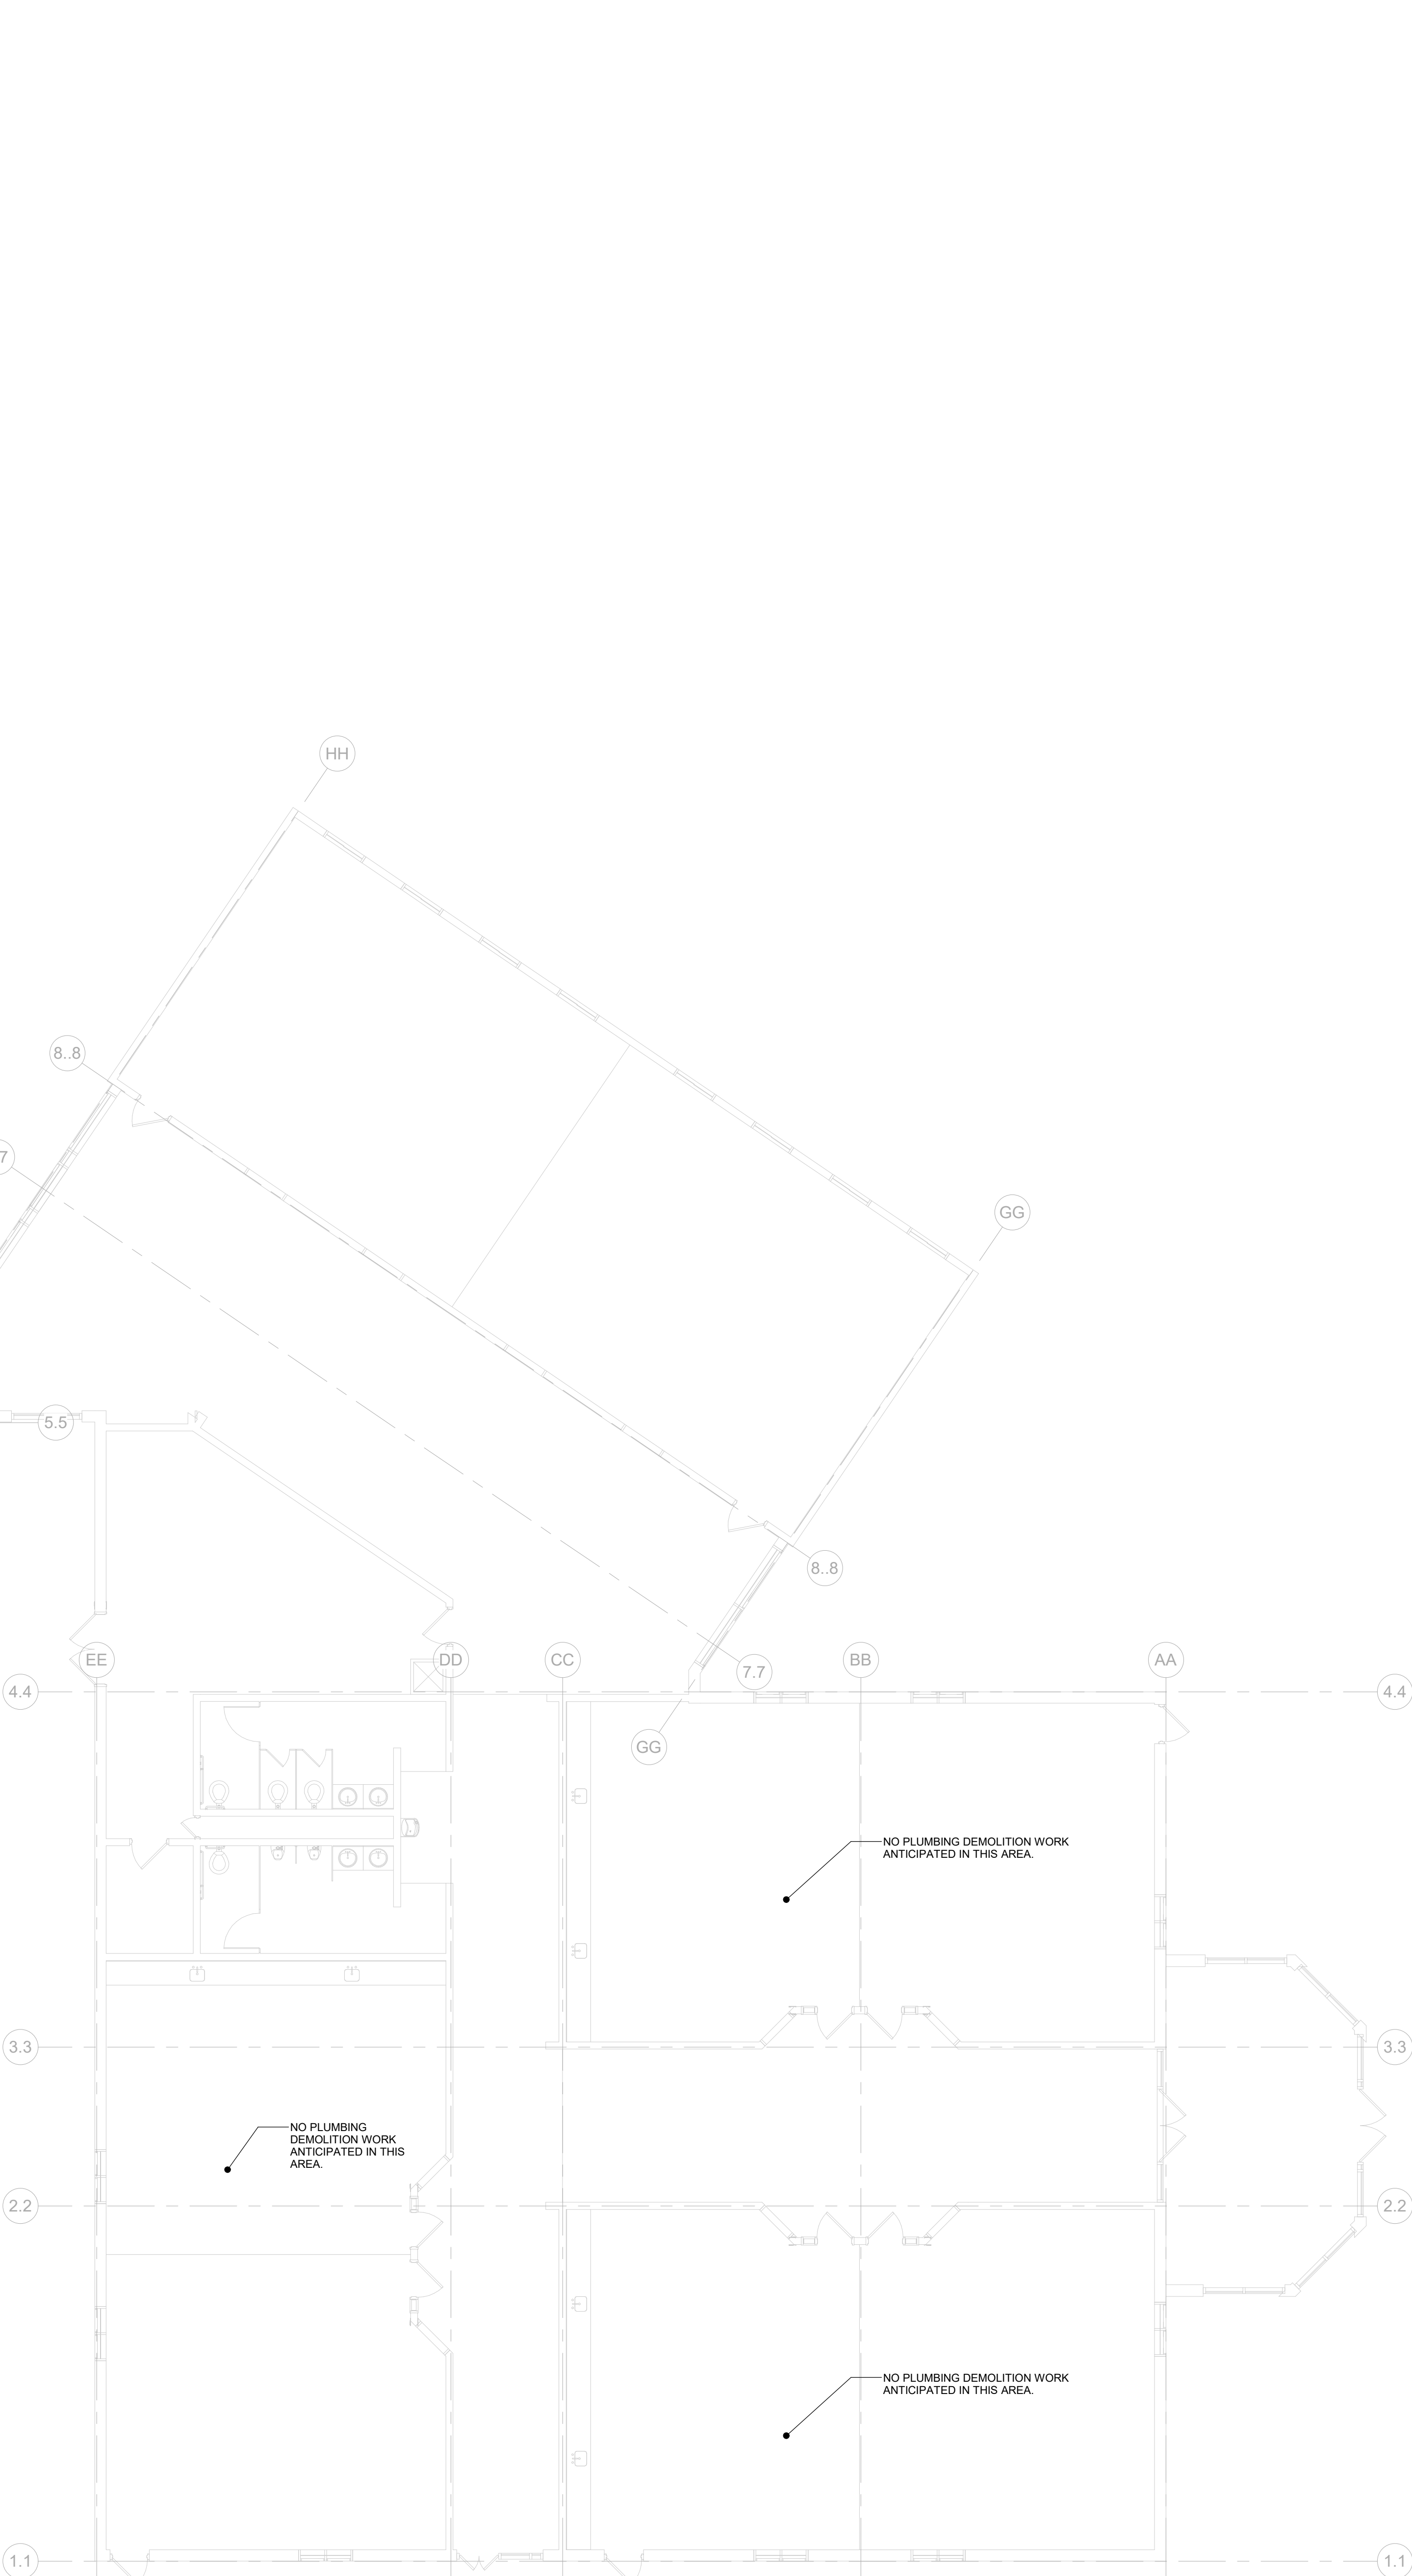 HH
8..8
7
GG
5.5
8..8
EE
DD
CC
7.7
BB
AA
4.4
4.4
GG
NO PLUMBING DEMOLITION WORK
ANTICIPATED IN THIS AREA.
3.3
3.3
NO PLUMBING
DEMOLITION WORK
ANTICIPATED IN THIS
AREA.
2.2
2.2
NO PLUMBING DEMOLITION WORK
ANTICIPATED IN THIS AREA.
1.1
1.1